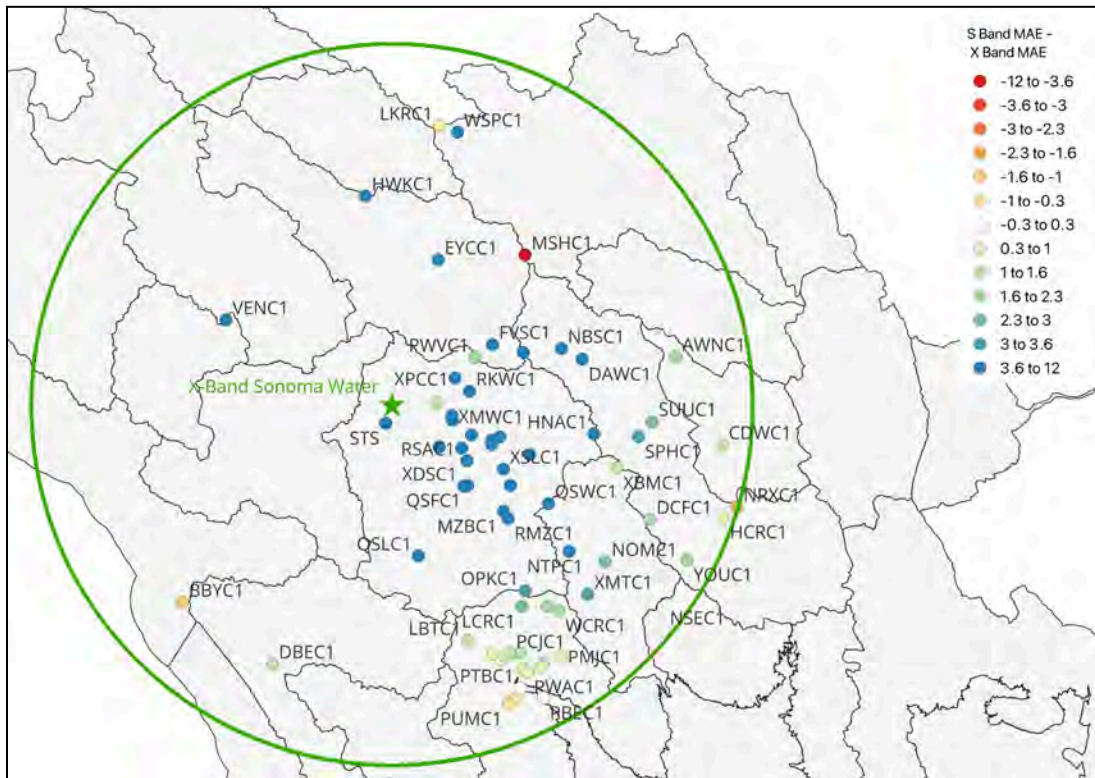 S Band MAE -
X Band MAE
-12 to -3.6
-3.6 to -3
-3 to -2.3
-2.3 to -1.6
-1.6 to -1
-1 to -0.3
-0.3 to 0.3
0.3 to 1
1 to 1.6
1.6 to 2.3
2.3 to 3
3 to 3.6
3.6 to 12
LKRC1
WSPC1
HWKC1
EYCC1
MSHC1
VENC1
PWVC1
FVSC1
NBSC1
AWNC1
DAWC1
X-Band Sonoma Water
XPCC1
RKWC1
STS
XMWC1
HNAC1
SUUC1
SPHC1
CDWC1
RSAC1
XSLC1
XDSC1
QSFC1
QSWC1
XBMC1
NRXC1
MZBC1
RMZC1
DCFC1
HCRC1
QSLC1
NTPC1
NOMC1
YOUC1
OPKC1
XMTC1
BBYC1
LCRC1
WCRC1
NSEC1
LBTC1
DBEC1
PCJC1
PMJC1
PTBC1
RWAC1
PUMC1